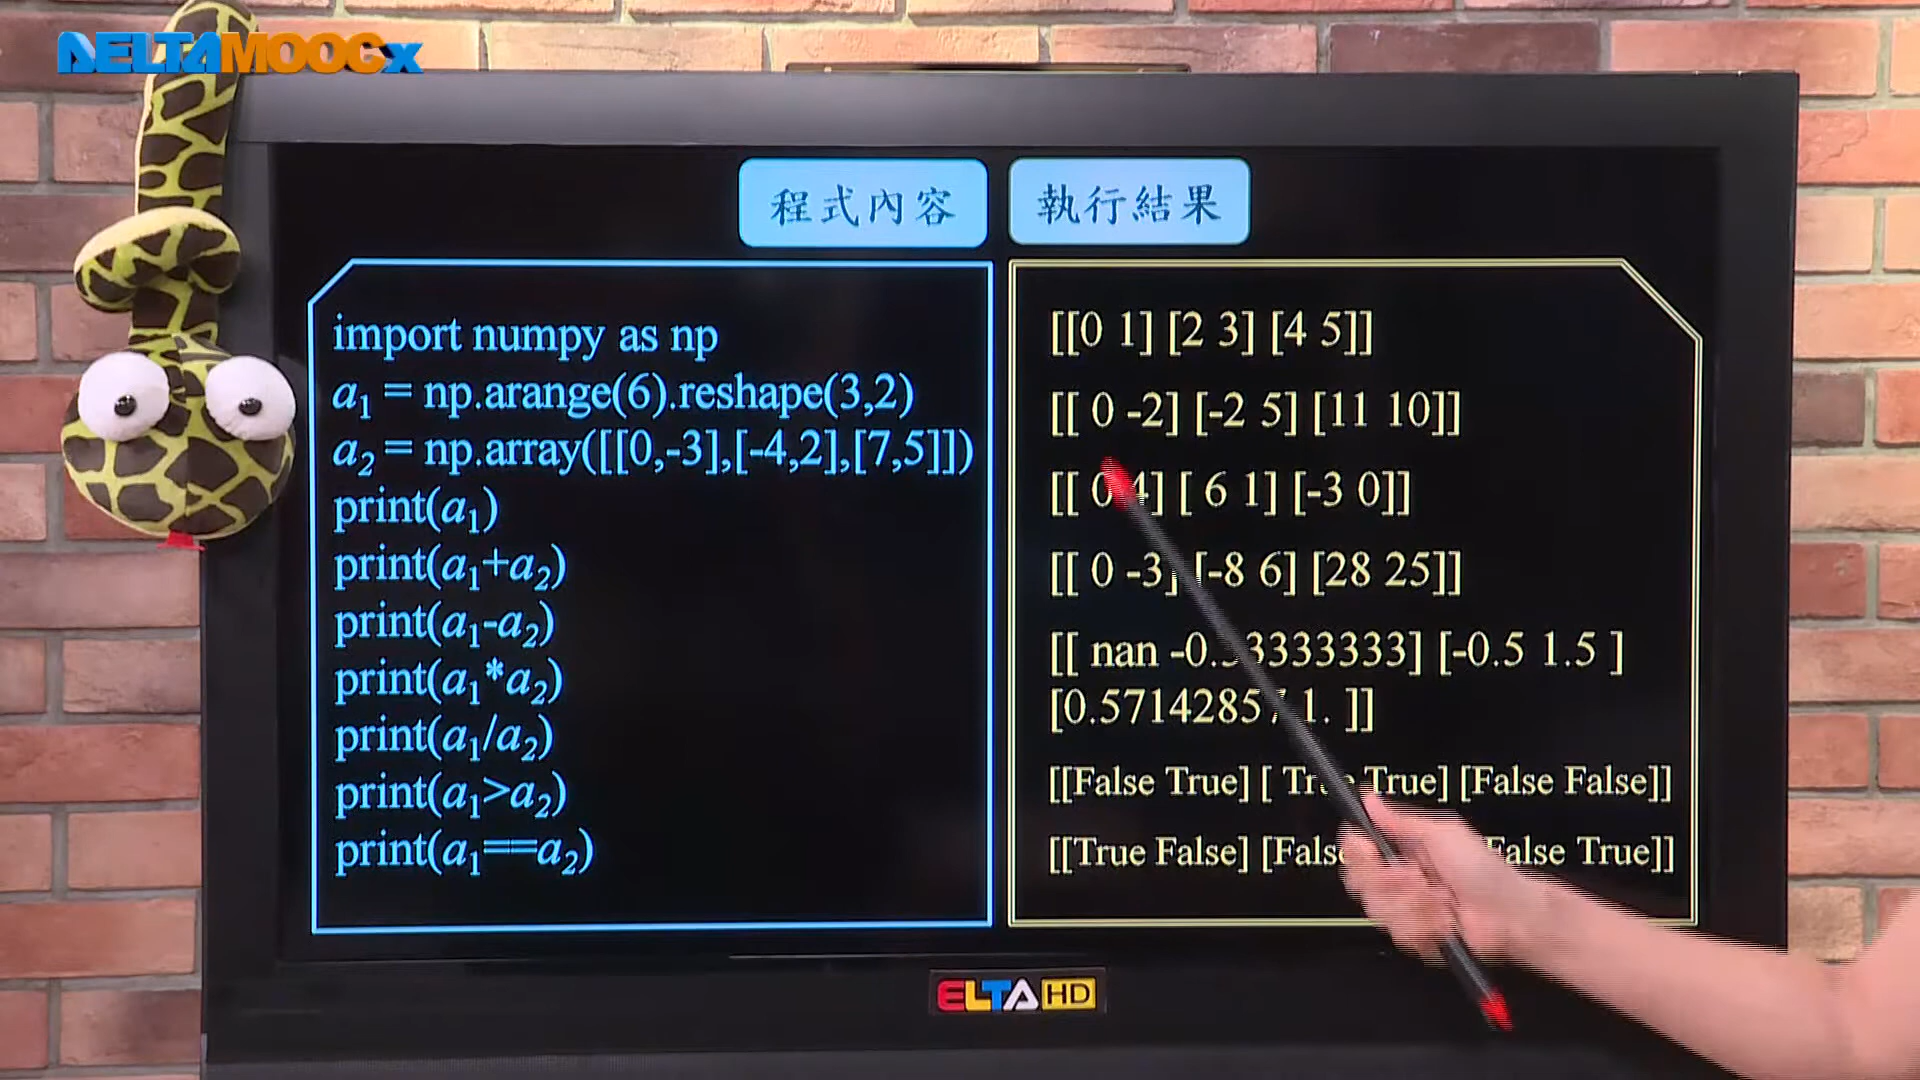 DELTAMOOCx
程式內容
執行結果
import numpy as np
a₁ = np.arange(6).reshape(3,2)
a₂ = np.array([[0,-3],[-4,2],[7,5]])
print(a₁)
print(a₁+a₂)
print(a₁-a₂)
print(a₁*a₂)
print(a₁/a₂)
print(a₁>a₂)
print(a₁==a₂)
[[0 1] [2 3] [4 5]]
[[ 0 -2] [-2 5] [11 10]]
[[ 0 4] [ 6 1] [-3 0]]
[[ 0 -3] [-8 6] [28 25]]
[[ nan -0.33333333] [-0.5 1.5 ]
[0.57142857 1. ]]
[[False True] [ True True] [False False]]
[[True False] [False False True]]
ELTA HD